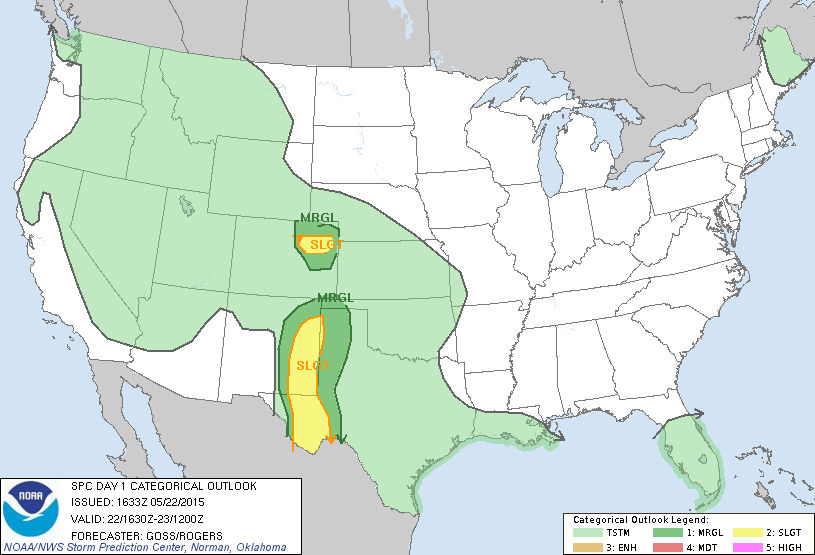 MRGL
SLGT
MRGL
SLGT
NOAA
SPC DAY 1 CATEGORICAL OUTLOOK
ISSUED: 1633Z 05/22/2015
VALID: 22/1630Z-23/1200Z
FORECASTER: GOSS/ROGERS
NOAA/NWS Storm Prediction Center, Norman, Oklahoma
Categorical Outlook Legend:
TSTM 1: MRGL 2: SLGT
3: ENH 4: MDT 5: HIGH